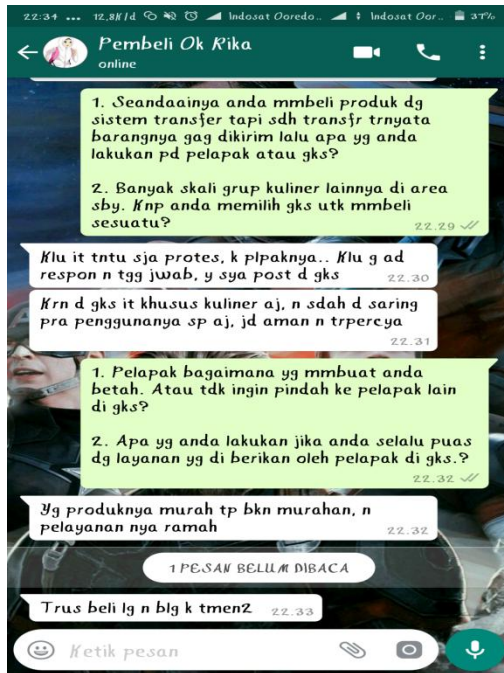 22:34 ... 12,8K/d Indosat Ooredo.. Indosat Oor.. 37%
Pembeli Ok Rika
online
1. Seandaainya anda mmbeli produk dg
sistem transfer tapi sdh transfr trnyata
barangnya gag dikirim lalu apa yg anda
lakukan pd pelapak atau gks?
2. Banyak skali grup kuliner lainnya di area
sby. Knp anda memilih gks utk mmbeli
sesuatu?
22.29
Klu it tntu sja protes, k plpaknya.. Klu g ad
respon n tgg jwab, y sya post d gks
22.30
Krn d gks it khusus kuliner aj, n sdah d saring
pra penggunanya sp aj, jd aman n trpercya
22.31
1. Pelapak bagaimana yg mmbuat anda
betah. Atau tdk ingin pindah ke pelapak lain
di gks?
2. Apa yg anda lakukan jika anda selalu puas
dg layanan yg di berikan oleh pelapak di gks.?
22.32
Yg produknya murah tp bkn murahan, n
pelayanan nya ramah
22.32
1 PESAN BELUM DIBACA
Trus beli lg n blg k tmen2
22.33
Ketik pesan